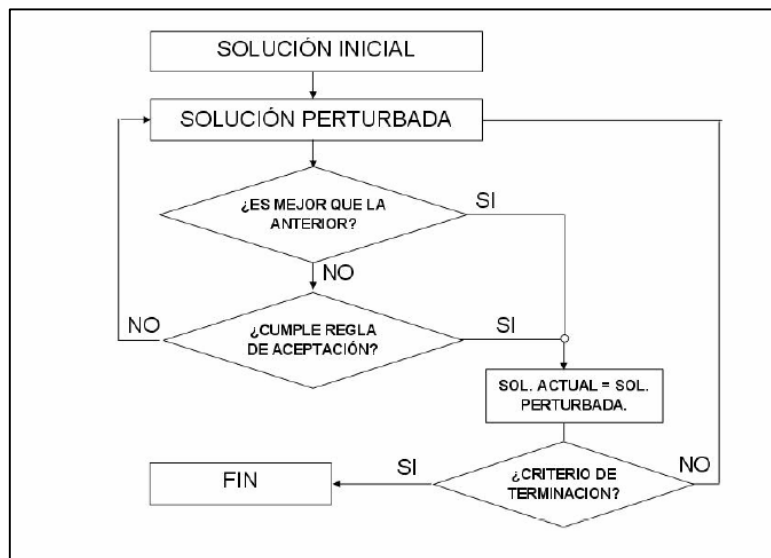 SOLUCIÓN INICIAL
SOLUCIÓN PERTURBADA
¿ES MEJOR QUE LA
ANTERIOR?
SI
NO
¿CUMPLE REGLA
DE ACEPTACIÓN?
NO
SI
SOL. ACTUAL = SOL.
PERTURBADA.
¿CRITERIO DE
TERMINACION?
NO
SI
FIN